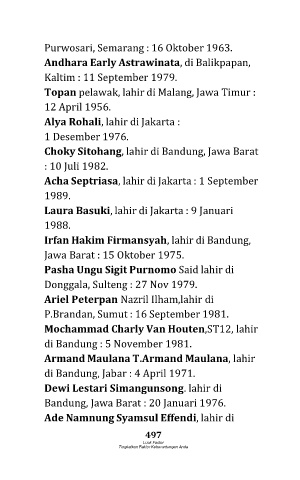 Purwosari, Semarang : 16 Oktober 1963.
Andhara Early Astrawinata, di Balikpapan,
Kaltim : 11 September 1979.
Topan pelawak, lahir di Malang, Jawa Timur :
12 April 1956.
Alya Rohali, lahir di Jakarta :
1 Desember 1976.
Choky Sitohang, lahir di Bandung, Jawa Barat
: 10 Juli 1982.
Acha Septriasa, lahir di Jakarta : 1 September
1989.
Laura Basuki, lahir di Jakarta : 9 Januari
1988.
Irfan Hakim Firmansyah, lahir di Bandung,
Jawa Barat : 15 Oktober 1975.
Pasha Ungu Sigit Purnomo Said lahir di
Donggala, Sulteng : 27 Nov 1979.
Ariel Peterpan Nazril Ilham,lahir di
P.Brandan, Sumut : 16 September 1981.
Mochammad Charly Van Houten,ST12, lahir
di Bandung : 5 November 1981.
Armand Maulana T.Armand Maulana, lahir
di Bandung, Jabar : 4 April 1971.
Dewi Lestari Simangungsong. lahir di
Bandung, Jawa Barat : 20 Januari 1976.
Ade Namnung Syamsul Effendi, lahir di
497
Tingkatkan Faktor Keberuntungan Anda